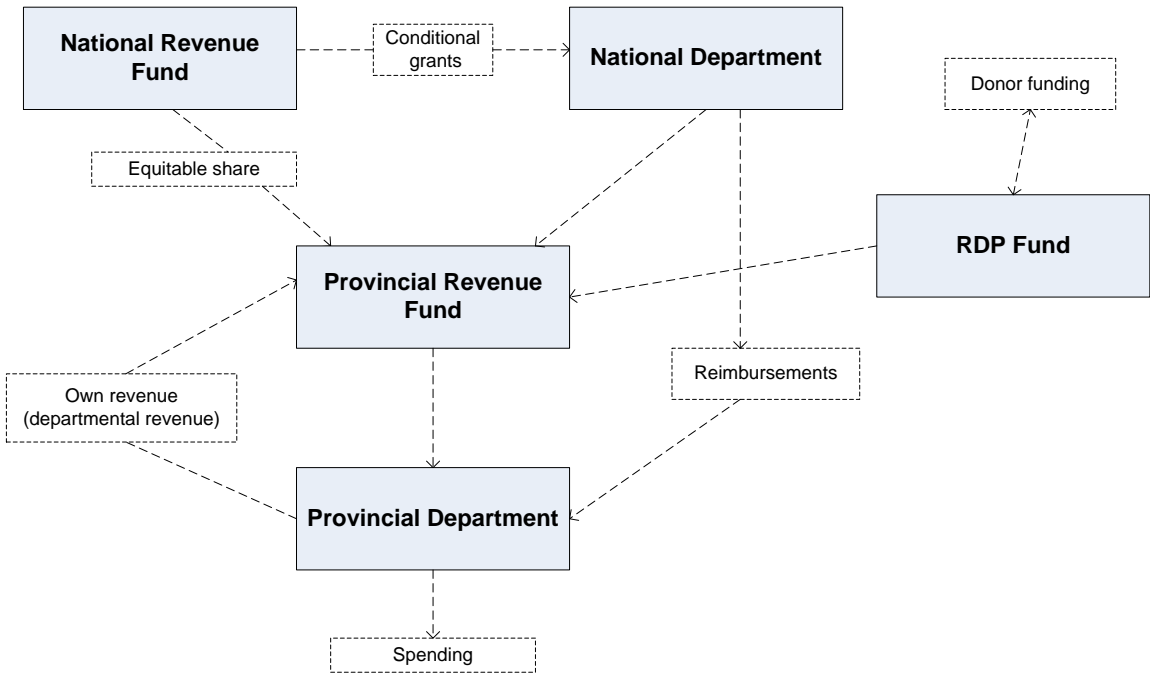 National Revenue
Fund
Conditional
grants
National Department
Donor funding
Equitable share
RDP Fund
Provincial Revenue
Fund
Reimbursements
Own revenue
(departmental revenue)
Provincial Department
Spending